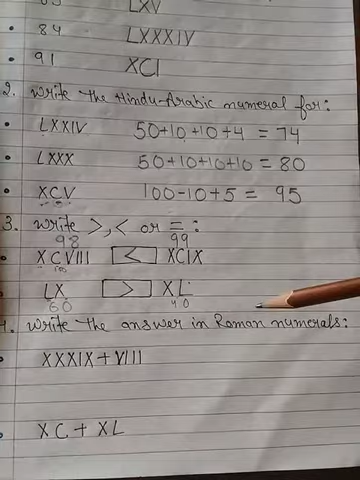 LXV
• 84 LXXXIV
• 91 XCI
2. Write the Hindu-Arabic numeral for:
• LXXIV 50+10+10+4 = 74
• LXXX 50+10+10+10 = 80
• XCV 100-10+5 = 95
3. Write >, < or = :
98 99
• XCVIII < XCIX
100
• LX > XL
60 40
4. Write the answer in Roman numerals:
• XXXIX + VIII
• XC + XL